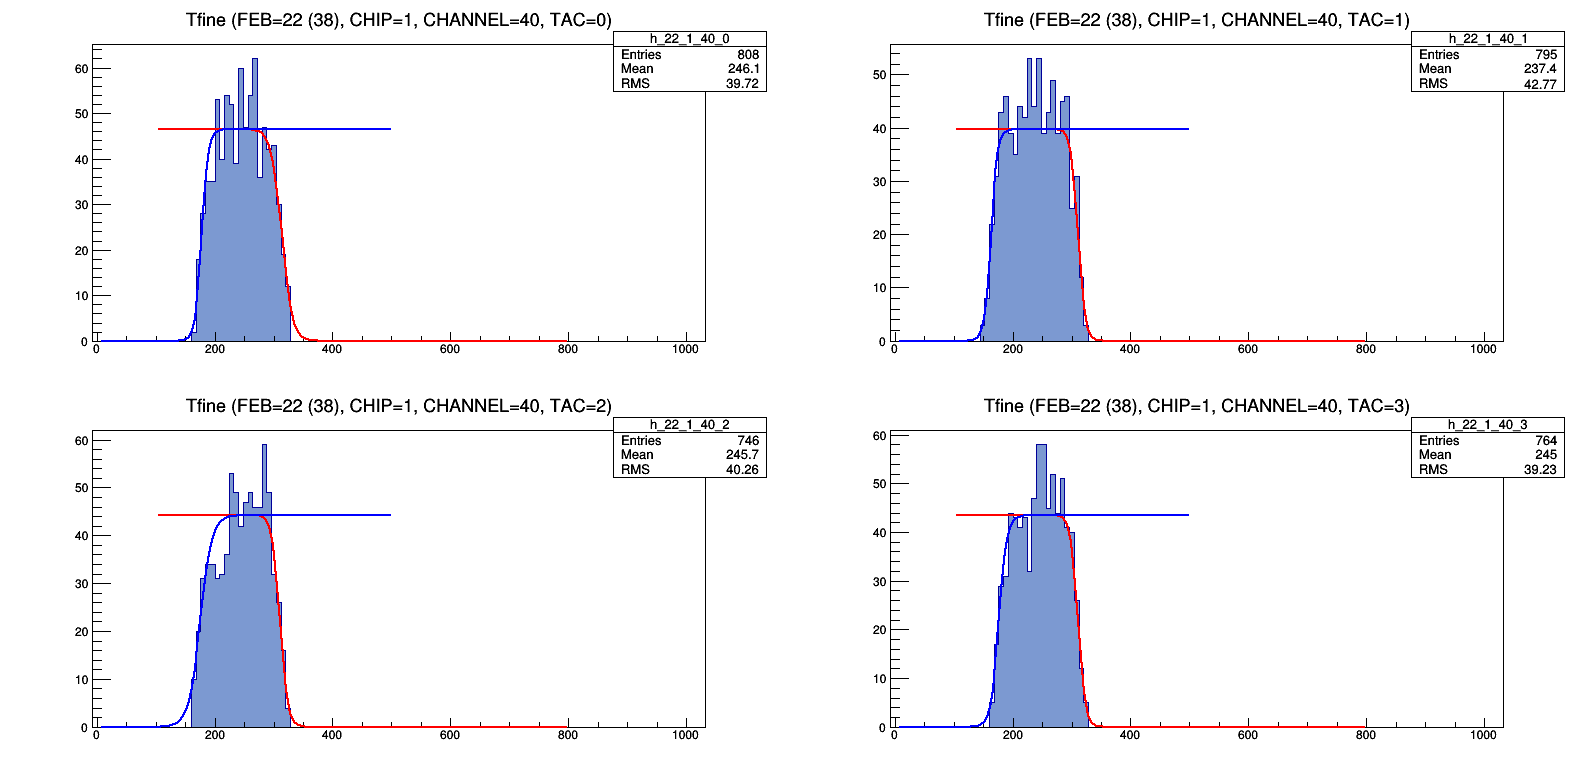 Tfine (FEB=22 (38), CHIP=1, CHANNEL=40, TAC=0)
h_22_1_40_0
Entries 808
Mean 246.1
RMS 39.72
60
50
40
30
20
10
0
0 200 400 600 800 1000
Tfine (FEB=22 (38), CHIP=1, CHANNEL=40, TAC=1)
h_22_1_40_1
Entries 795
Mean 237.4
RMS 42.77
50
40
30
20
10
0
0 200 400 600 800 1000
Tfine (FEB=22 (38), CHIP=1, CHANNEL=40, TAC=2)
h_22_1_40_2
Entries 746
Mean 245.7
RMS 40.26
60
50
40
30
20
10
0
0 200 400 600 800 1000
Tfine (FEB=22 (38), CHIP=1, CHANNEL=40, TAC=3)
h_22_1_40_3
Entries 764
Mean 245
RMS 39.23
60
50
40
30
20
10
0
0 200 400 600 800 1000